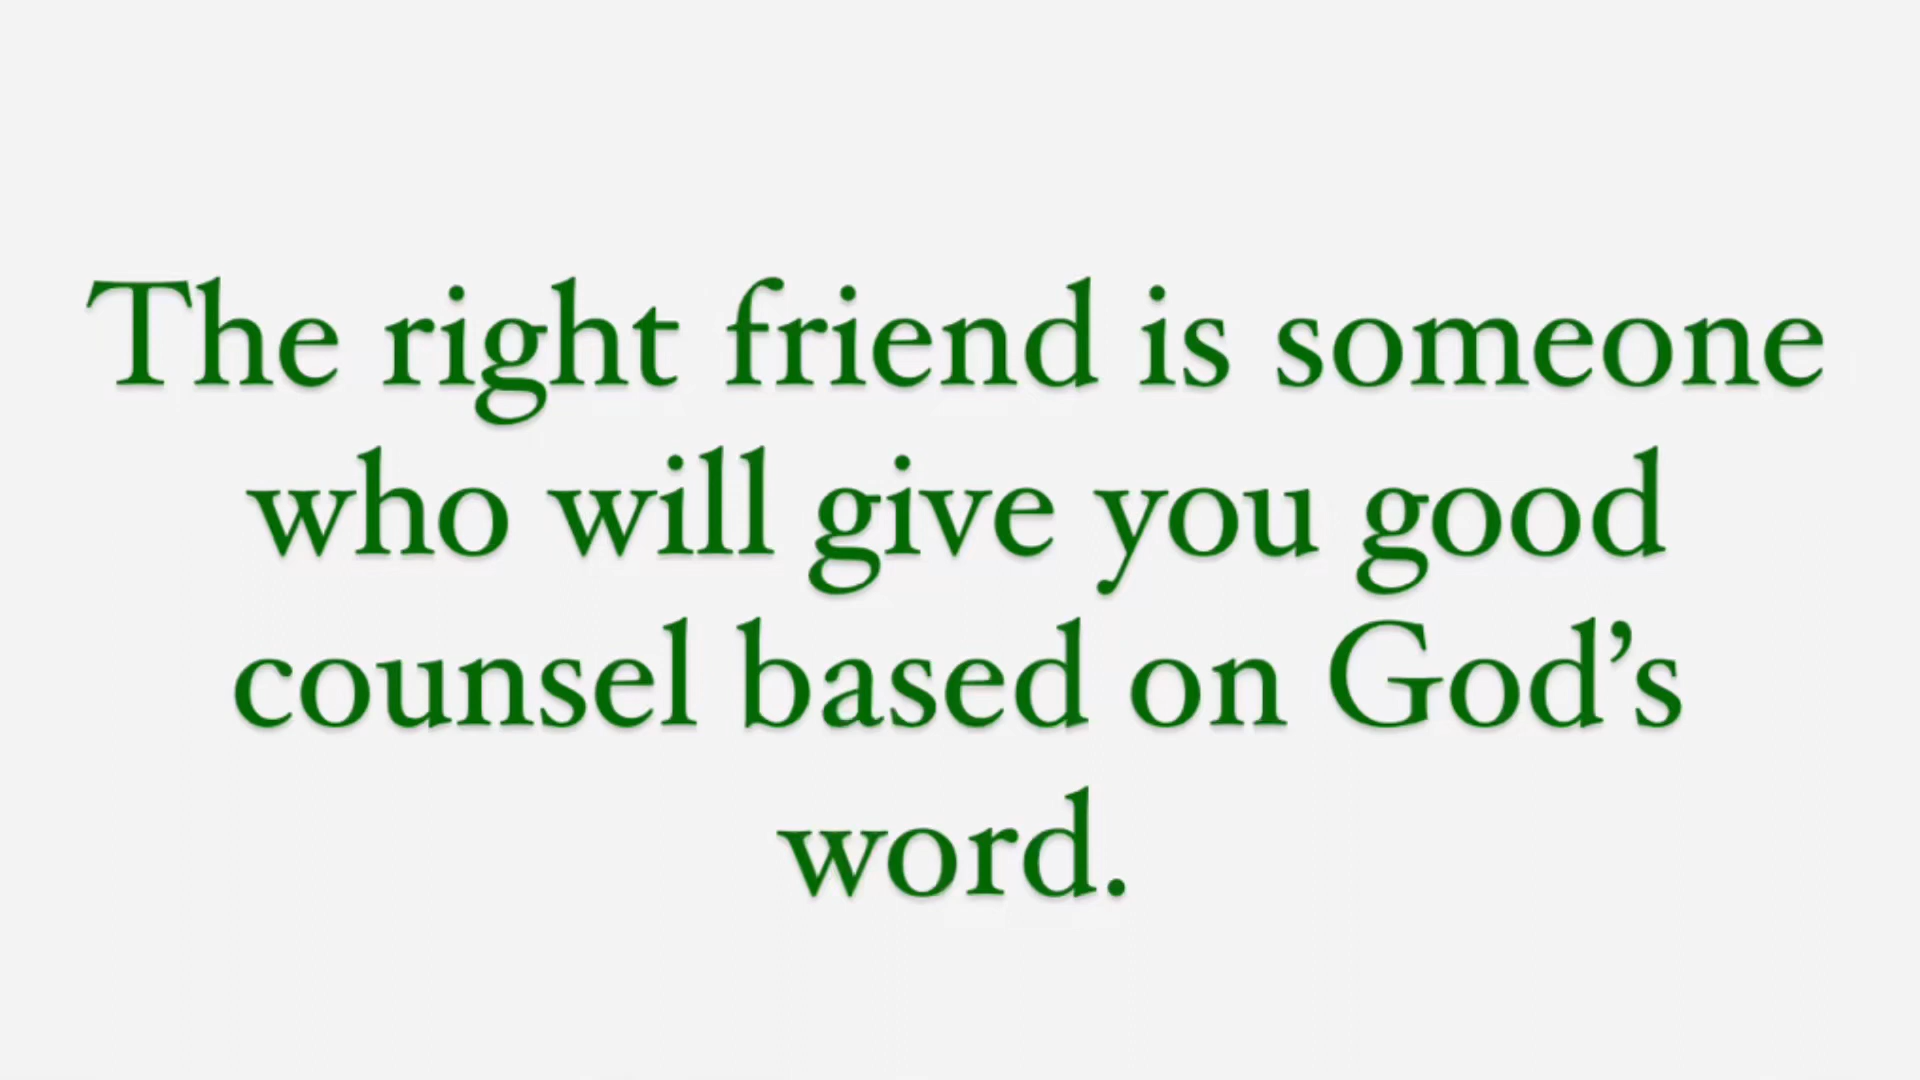 The right friend is someone
who will give you good
counsel based on God’s
word.